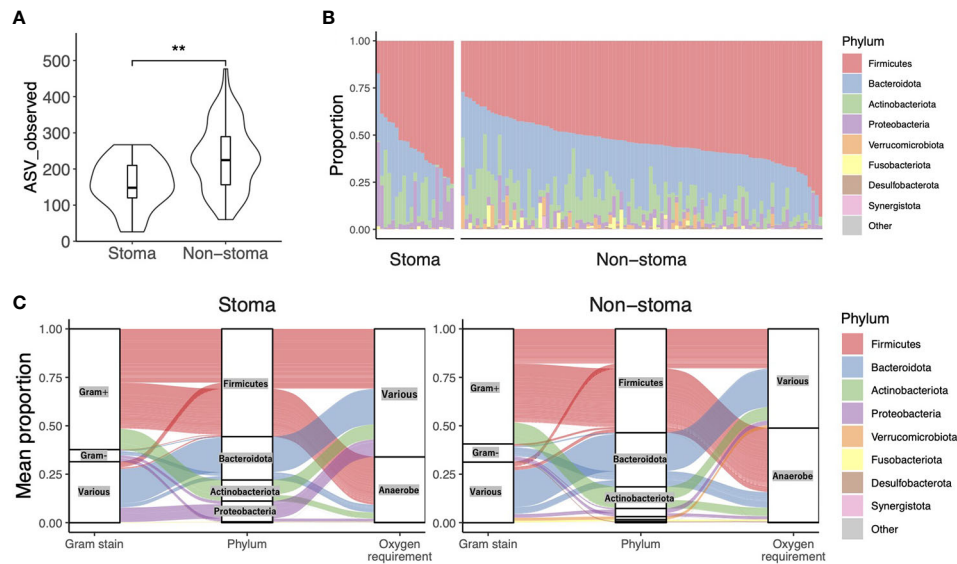 A
**
ASV_observed
500
400
300
200
100
0
Stoma
Non-stoma
B
Proportion
1.00
0.75
0.50
0.25
0.00
Stoma
Non-stoma
Phylum
Firmicutes
Bacteroidota
Actinobacteriota
Proteobacteria
Verrucomicrobiota
Fusobacteriota
Desulfobacterota
Synergistota
Other
C
Stoma
Mean proportion
1.00
0.75
0.50
0.25
0.00
Gram+
Gram-
Various
Firmicutes
Bacteroidota
Actinobacteriota
Proteobacteria
Various
Anaerobe
Gram stain
Phylum
Oxygen
requirement
Non-stoma
1.00
0.75
0.50
0.25
0.00
Gram+
Gram-
Various
Firmicutes
Bacteroidota
Actinobacteriota
Various
Anaerobe
Gram stain
Phylum
Oxygen
requirement
Phylum
Firmicutes
Bacteroidota
Actinobacteriota
Proteobacteria
Verrucomicrobiota
Fusobacteriota
Desulfobacterota
Synergistota
Other